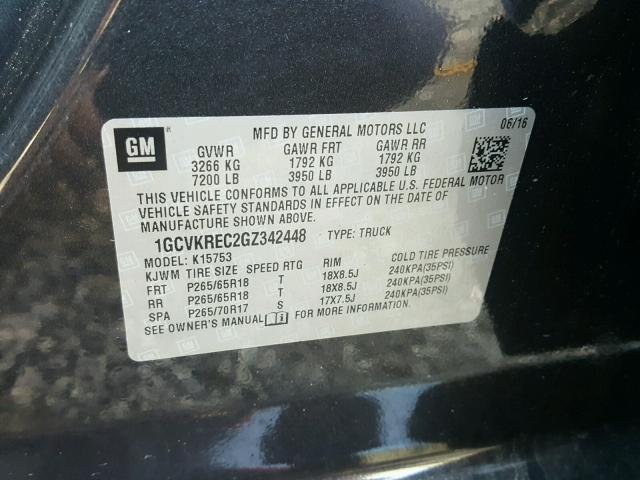 GM
MFD BY GENERAL MOTORS LLC
06/16
GVWR GAWR FRT GAWR RR
3266 KG 1792 KG 1792 KG
7200 LB 3950 LB 3950 LB
THIS VEHICLE CONFORMS TO ALL APPLICABLE U.S. FEDERAL MOTOR
VEHICLE SAFETY STANDARDS IN EFFECT ON THE DATE OF
MANUFACTURE SHOWN ABOVE.
1GCVKREC2GZ342448 TYPE: TRUCK
MODEL: K15753
KJWM TIRE SIZE SPEED RTG RIM COLD TIRE PRESSURE
FRT P265/65R18 T 18X8.5J 240KPA(35PSI)
RR P265/65R18 T 18X8.5J 240KPA(35PSI)
SPA P265/70R17 S 17X7.5J 240KPA(35PSI)
SEE OWNER'S MANUAL FOR MORE INFORMATION.